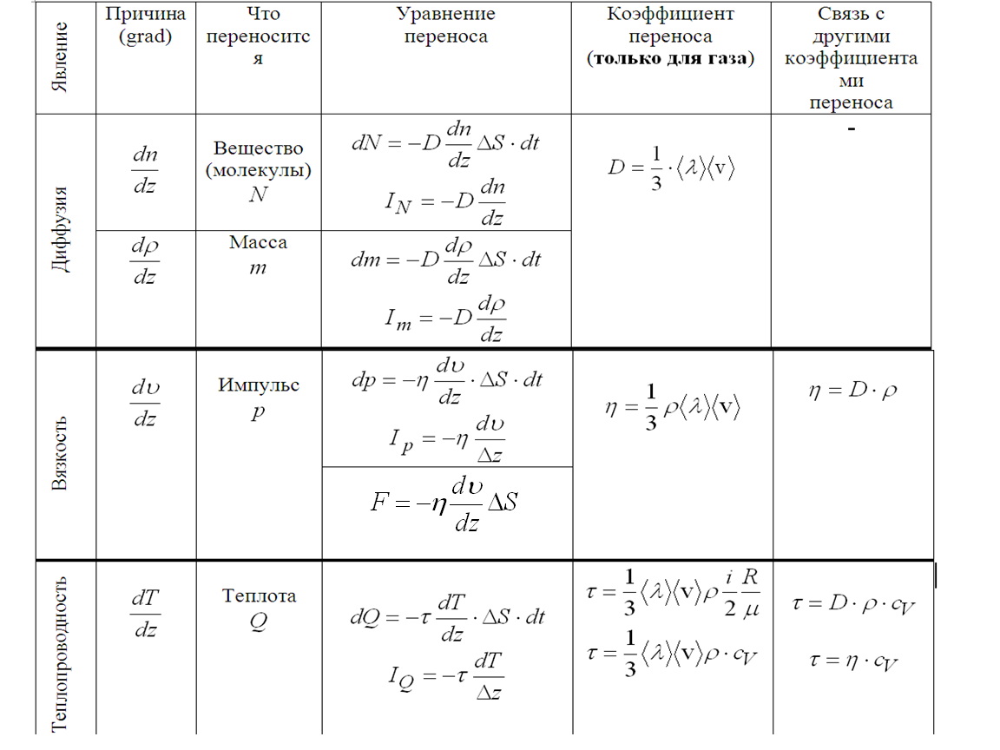 Явление
Причина
(grad)
Что
переноситс
я
Уравнение
переноса
Коэффициент
переноса
(только для газа)
Связь с
другими
коэффициента
ми
переноса
Диффузия
dn/dz
Вещество
(молекулы)
N
dN = −D dn/dz ΔS · dt
I_N = −D dn/dz
D = 1/3 · ⟨λ⟩⟨v⟩
-
dρ/dz
Масса
m
dm = −D dρ/dz ΔS · dt
I_m = −D dρ/dz
Вязкость
dυ/dz
Импульс
p
dp = −η dυ/dz · ΔS · dt
I_p = −η dυ/Δz
F = −η dυ/dz ΔS
η = 1/3 ρ⟨λ⟩⟨v⟩
η = D · ρ
Теплопроводность
dT/dz
Теплота
Q
dQ = −τ dT/dz · ΔS · dt
I_Q = −τ dT/Δz
τ = 1/3 ⟨λ⟩⟨v⟩ρ i/2 R/μ
τ = 1/3 ⟨λ⟩⟨v⟩ρ · c_V
τ = D · ρ · c_V
τ = η · c_V